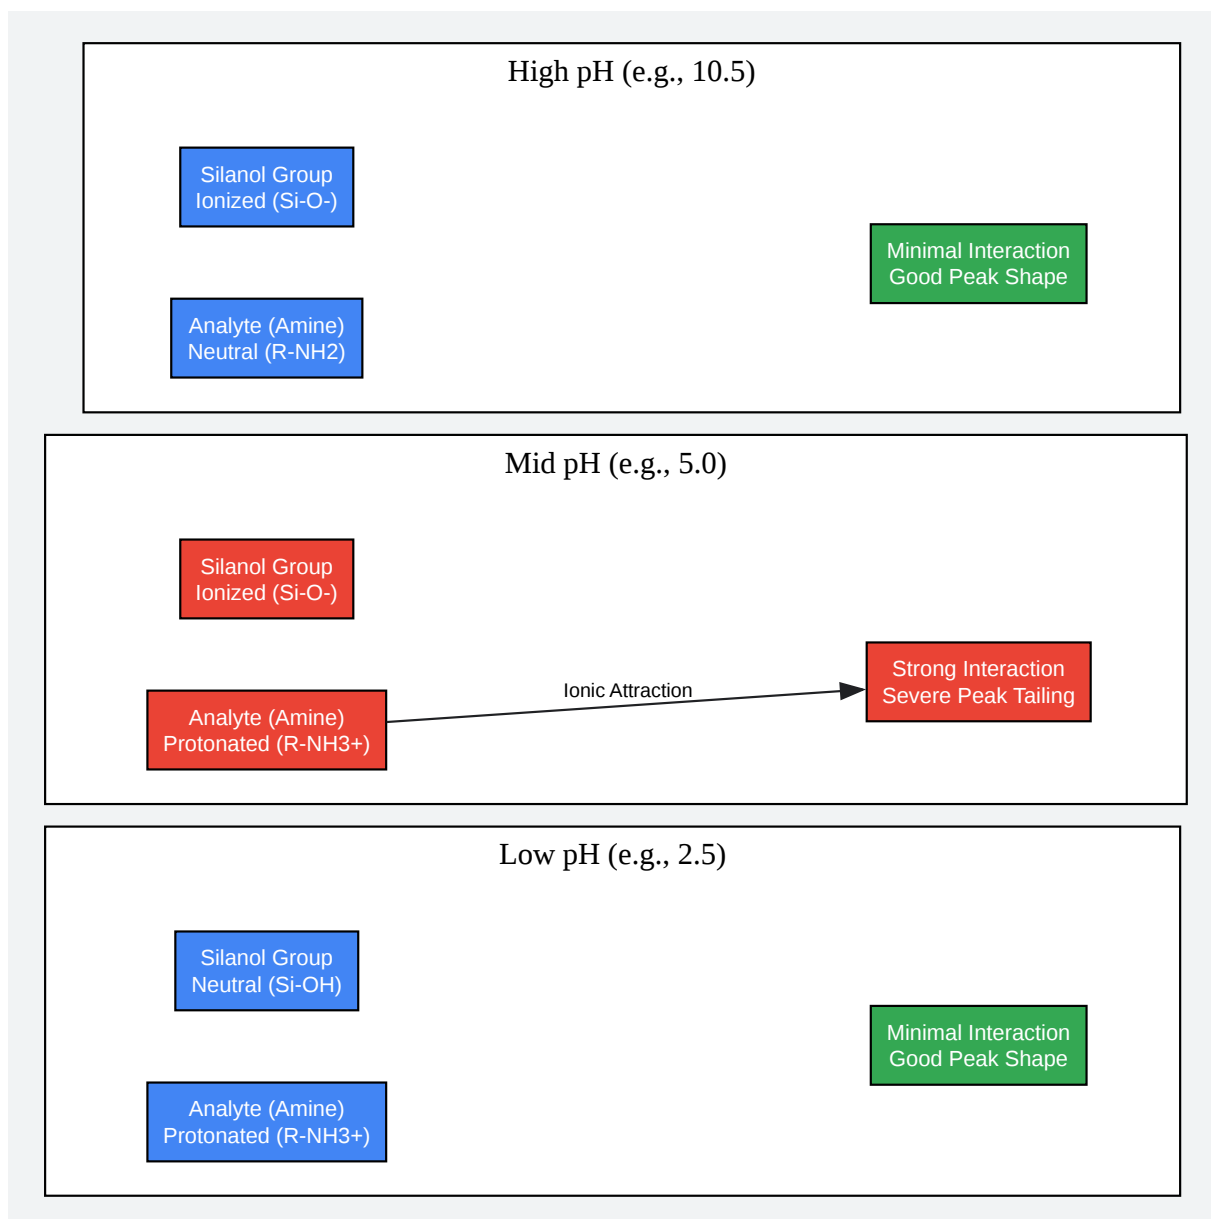 High pH (e.g., 10.5)
Silanol Group
Ionized (Si-O-)
Minimal Interaction
Good Peak Shape
Analyte (Amine)
Neutral (R-NH2)
Mid pH (e.g., 5.0)
Silanol Group
Ionized (Si-O-)
Strong Interaction
Severe Peak Tailing
Ionic Attraction
Analyte (Amine)
Protonated (R-NH3+)
Low pH (e.g., 2.5)
Silanol Group
Neutral (Si-OH)
Minimal Interaction
Good Peak Shape
Analyte (Amine)
Protonated (R-NH3+)